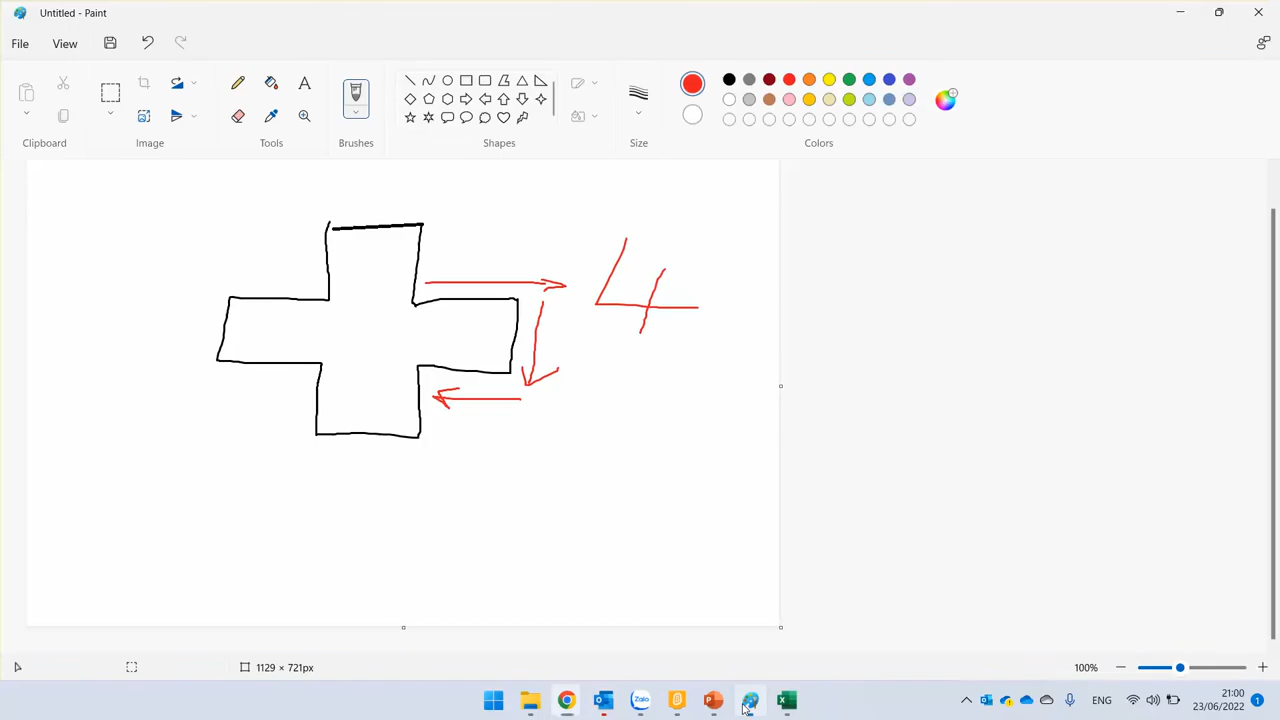 Untitled - Paint
File View
Clipboard Image Tools Brushes Shapes Size Colors
4
1129 × 721px 100%
Zalo ENG 21:00
23/06/2022